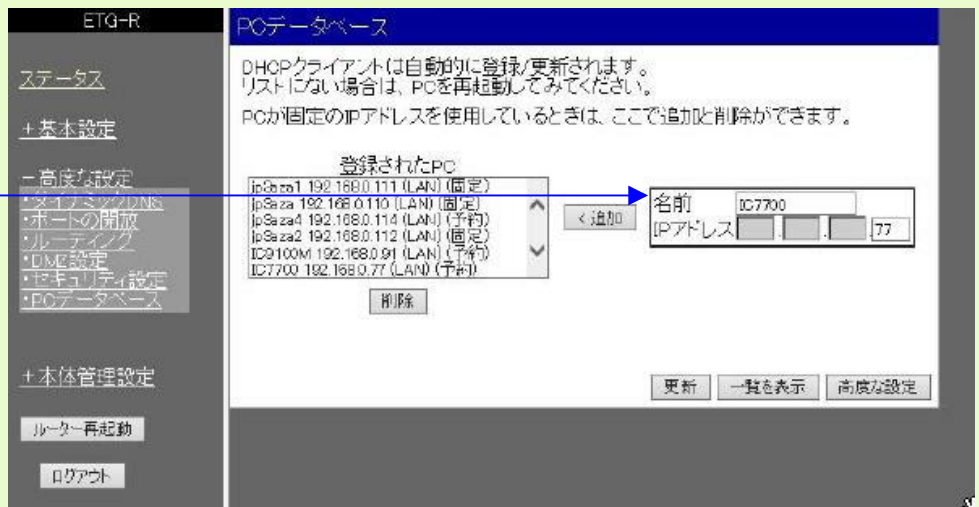 ETG-R
ステータス
+基本設定
−高度な設定
・ダイナミックDNS
・ポートの開放
・ルーティング
・DMZ設定
・セキュリティ設定
・PCデータベース
+本体管理設定
ルーター再起動
ログアウト
PCデータベース
DHCPクライアントは自動的に登録/更新されます。
リストにない場合は、PCを再起動してみてください。
PCが固定のIPアドレスを使用しているときは、ここで追加と削除ができます。
登録されたPC
192.168.0.111 (LAN) (固定)
192.168.0.110 (LAN) (固定)
192.168.0.114 (LAN) (予約)
192.168.0.112 (LAN) (固定)
IC9100M 192.168.0.91 (LAN) (予約)
IC7700 192.168.0.77 (LAN) (予約)
削除
< 追加
名前 IC7700
IPアドレス . . . 77
更新 一覧を表示 高度な設定